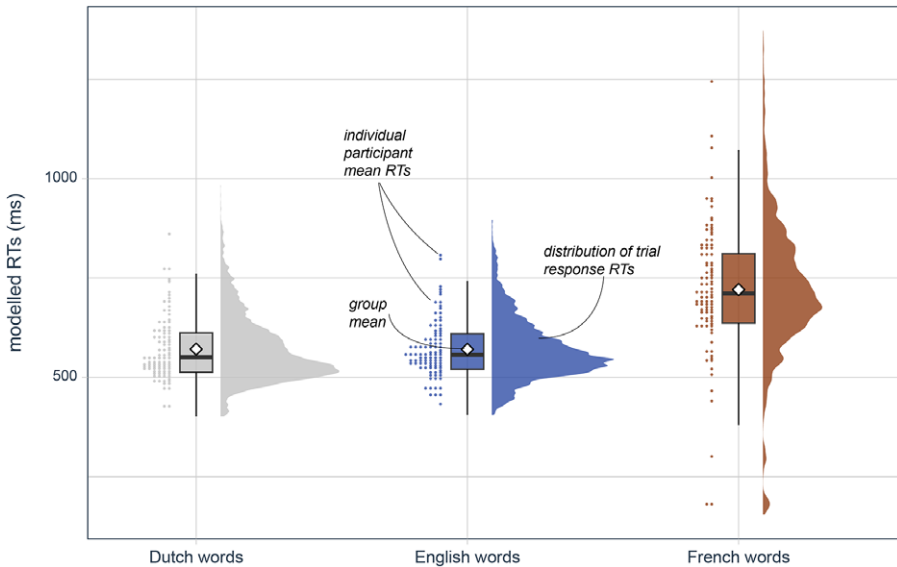 modelled RTs (ms)
1000
500
individual
participant
mean RTs
group
mean
distribution of trial
response RTs
Dutch words
English words
French words